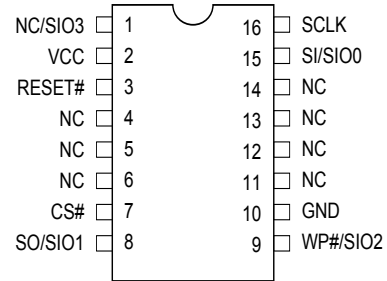 NC/SIO3 1 16 SCLK
VCC 2 15 SI/SIO0
RESET# 3 14 NC
NC 4 13 NC
NC 5 12 NC
NC 6 11 NC
CS# 7 10 GND
SO/SIO1 8 9 WP#/SIO2